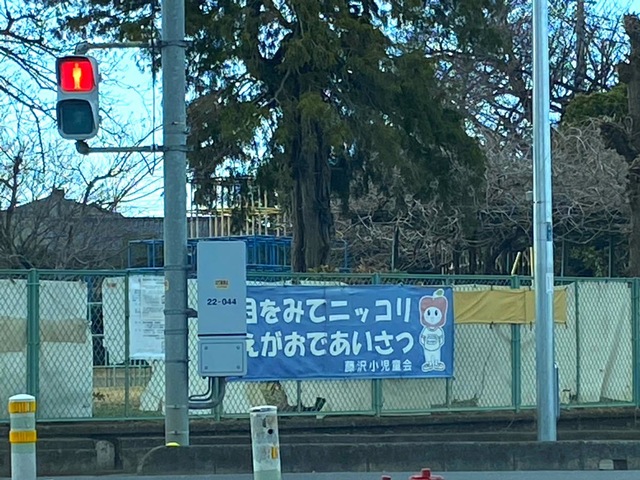 22-044
目をみてニッコリ
えがおであいさつ
藤沢小児童会